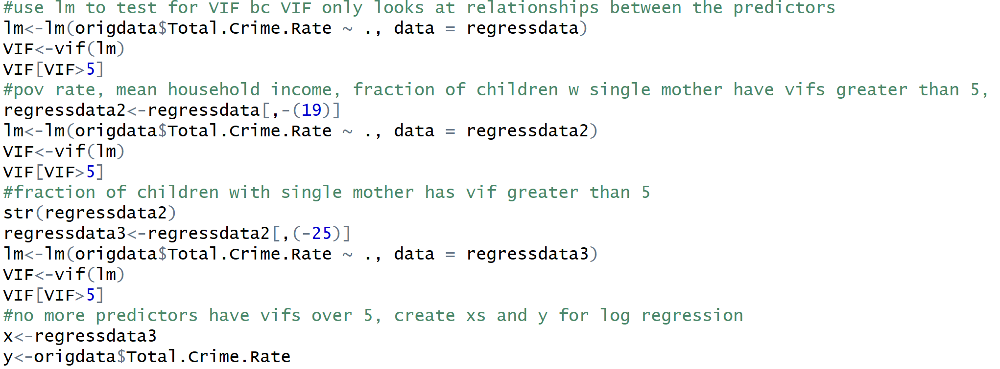 #use lm to test for VIF bc VIF only looks at relationships between the predictors
lm<-lm(origdata$Total.Crime.Rate ~ ., data = regressdata)
VIF<-vif(lm)
VIF[VIF>5]
#pov rate, mean household income, fraction of children w single mother have vifs greater than 5,
regressdata2<-regressdata[,-(19)]
lm<-lm(origdata$Total.Crime.Rate ~ ., data = regressdata2)
VIF<-vif(lm)
VIF[VIF>5]
#fraction of children with single mother has vif greater than 5
str(regressdata2)
regressdata3<-regressdata2[,(-25)]
lm<-lm(origdata$Total.Crime.Rate ~ ., data = regressdata3)
VIF<-vif(lm)
VIF[VIF>5]
#no more predictors have vifs over 5, create xs and y for log regression
x<-regressdata3
y<-origdata$Total.Crime.Rate